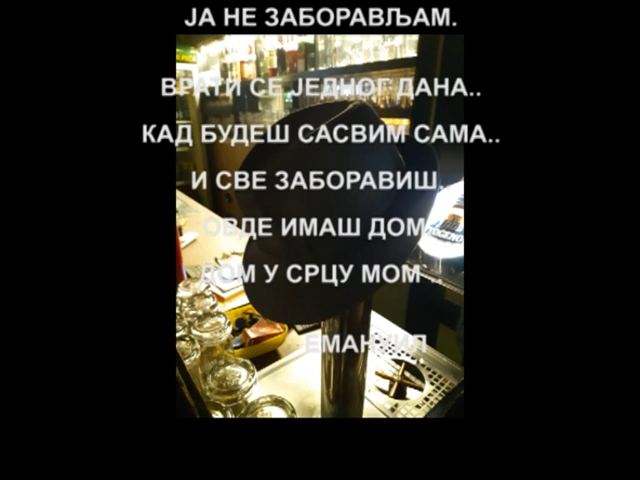 ЈА НЕ ЗАБОРАВЉАМ.
ВРАТИ СЕ ЈЕДНОГ ДАНА..
КАД БУДЕШ САСВИМ САМА..
И СВЕ ЗАБОРАВИШ.
ОВДЕ ИМАШ ДОМ
ДОМ У СРЦУ МОМ